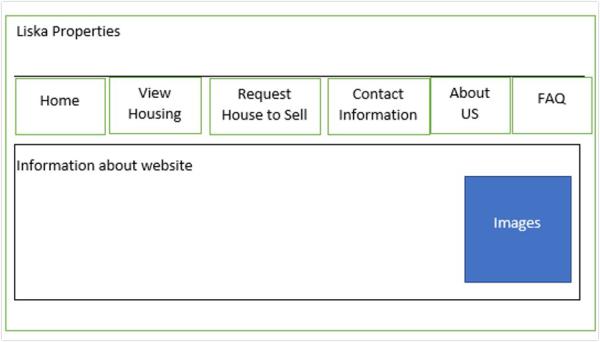 Liska Properties
Home
View
Housing
Request
House to Sell
Contact
Information
About
US
FAQ
Information about website
Images